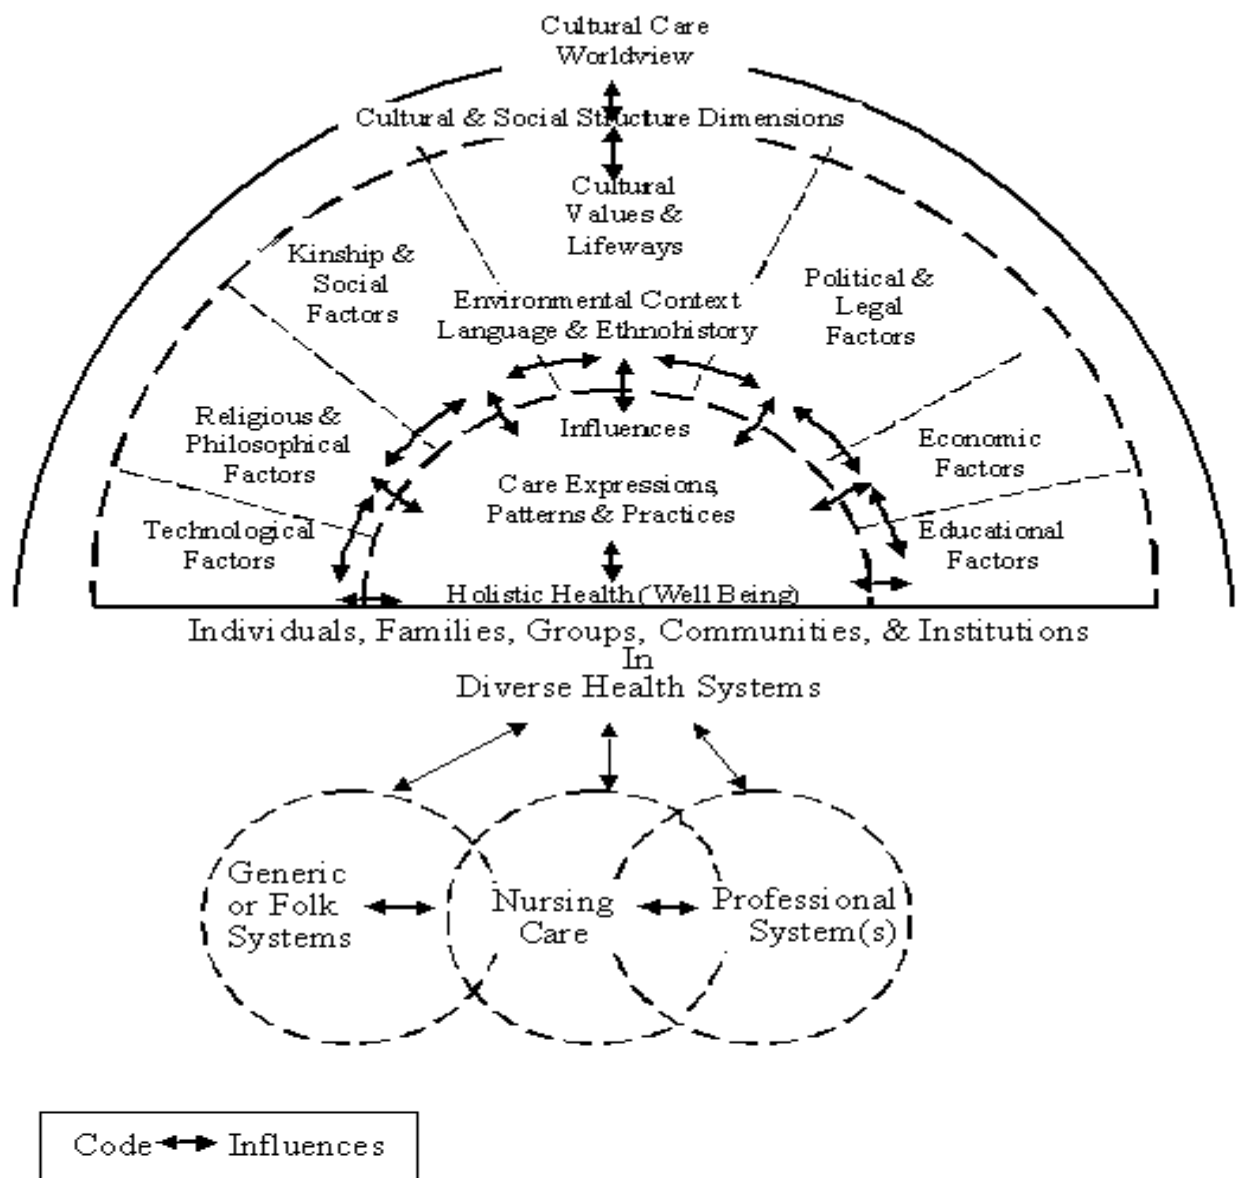 Cultural Care
Worldview
Cultural & Social Structure Dimensions
Cultural
Values &
Lifeways
Kinship &
Social
Factors
Political &
Legal
Factors
Environmental Context
Language & Ethnohistory
Religious &
Philosophical
Factors
Influences
Economic
Factors
Care Expressions,
Patterns & Practices
Technological
Factors
Educational
Factors
Holistic Health (Well Being)
Individuals, Families, Groups, Communities, & Institutions
In
Diverse Health Systems
Generic
or Folk
Systems
Nursing
Care
Professional
System(s)
Code Influences